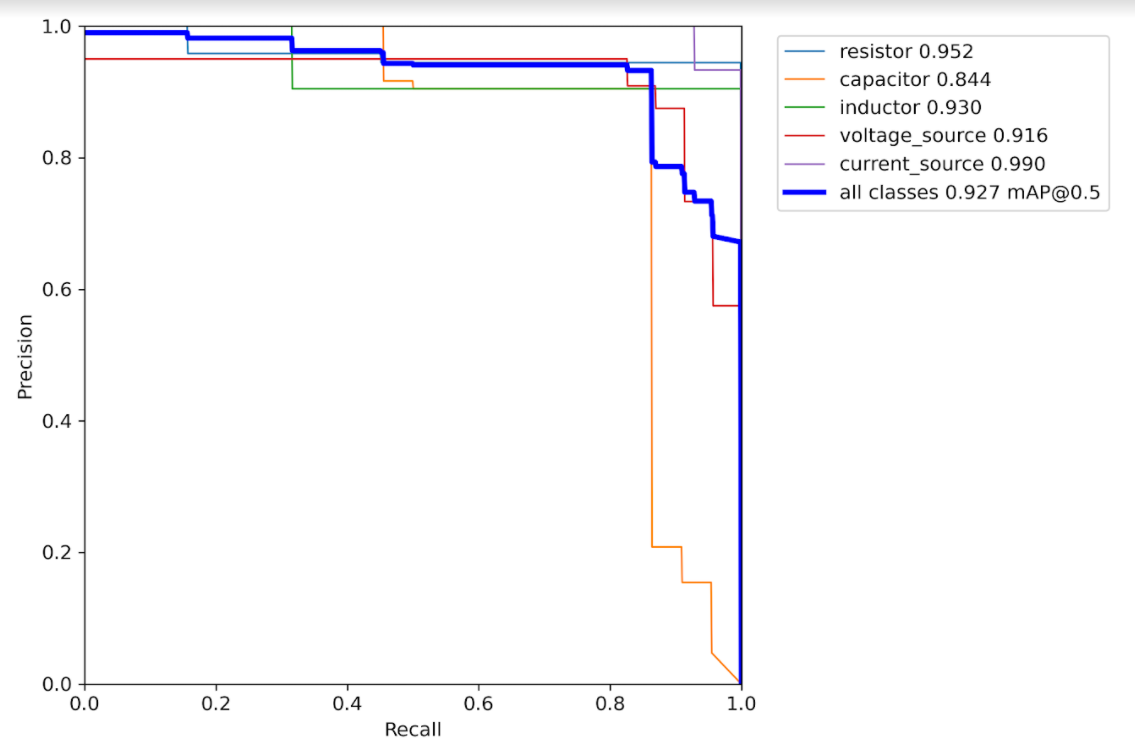 1.0
0.8
0.6
0.4
0.2
0.0
Precision
0.0 0.2 0.4 0.6 0.8 1.0
Recall
resistor 0.952
capacitor 0.844
inductor 0.930
voltage_source 0.916
current_source 0.990
all classes 0.927 mAP@0.5